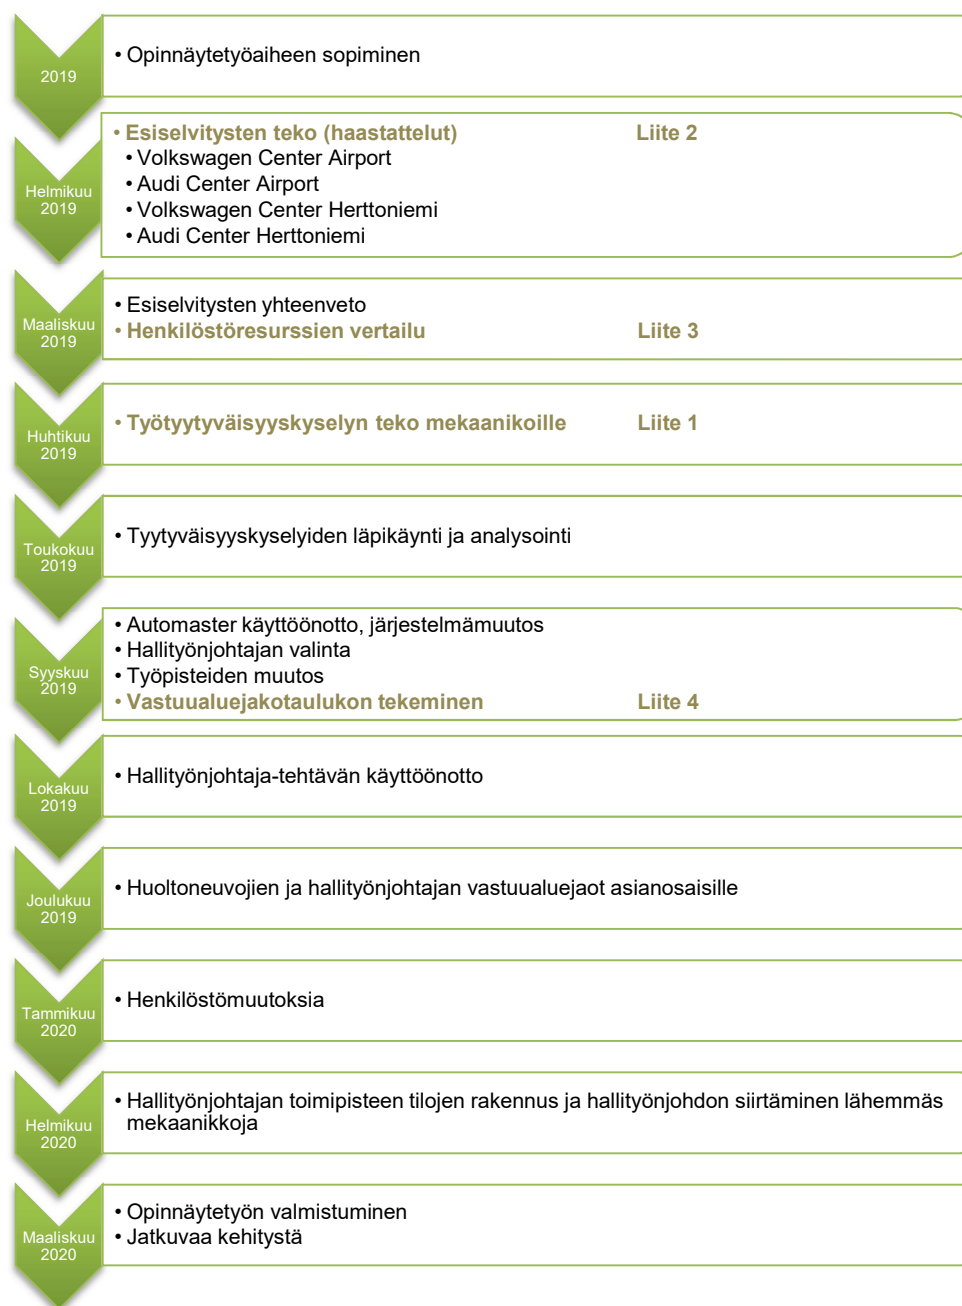 2019
• Opinnäytetyöaiheen sopiminen
Helmikuu
2019
• Esiselvitysten teko (haastattelut) Liite 2
• Volkswagen Center Airport
• Audi Center Airport
• Volkswagen Center Herttoniemi
• Audi Center Herttoniemi
Maaliskuu
2019
• Esiselvitysten yhteenveto
• Henkilöstöresurssien vertailu Liite 3
Huhtikuu
2019
• Työtyytyväisyyskyselyn teko mekaanikoille Liite 1
Toukokuu
2019
• Tyytyväisyyskyselyiden läpikäynti ja analysointi
Syyskuu
2019
• Automaster käyttöönotto, järjestelmämuutos
• Hallityönjohtajan valinta
• Työpisteiden muutos
• Vastuualuejakotaulukon tekeminen Liite 4
Lokakuu
2019
• Hallityönjohtaja-tehtävän käyttöönotto
Joulukuu
2019
• Huoltoneuvojien ja hallityönjohtajan vastuualuejaot asianosaisille
Tammikuu
2020
• Henkilöstömuutoksia
Helmikuu
2020
• Hallityönjohtajan toimipisteen tilojen rakennus ja hallityönjohdon siirtäminen lähemmäs
mekaanikkoja
Maaliskuu
2020
• Opinnäytetyön valmistuminen
• Jatkuvaa kehitystä